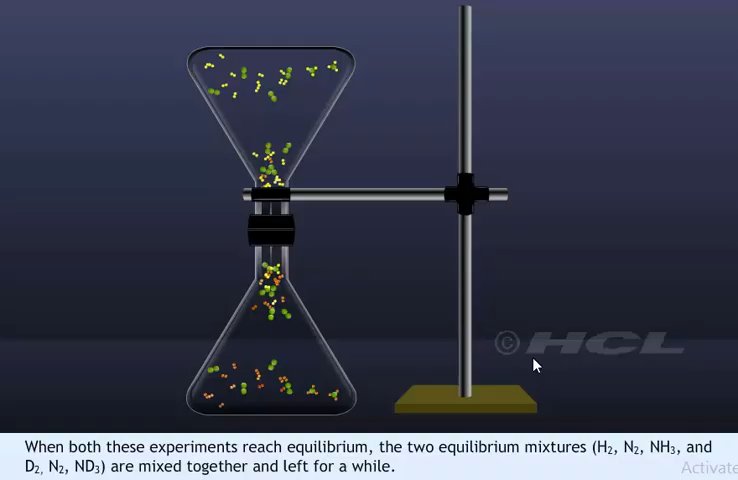 © HCL
When both these experiments reach equilibrium, the two equilibrium mixtures (H₂, N₂, NH₃, and
D₂, N₂, ND₃) are mixed together and left for a while.
Activate